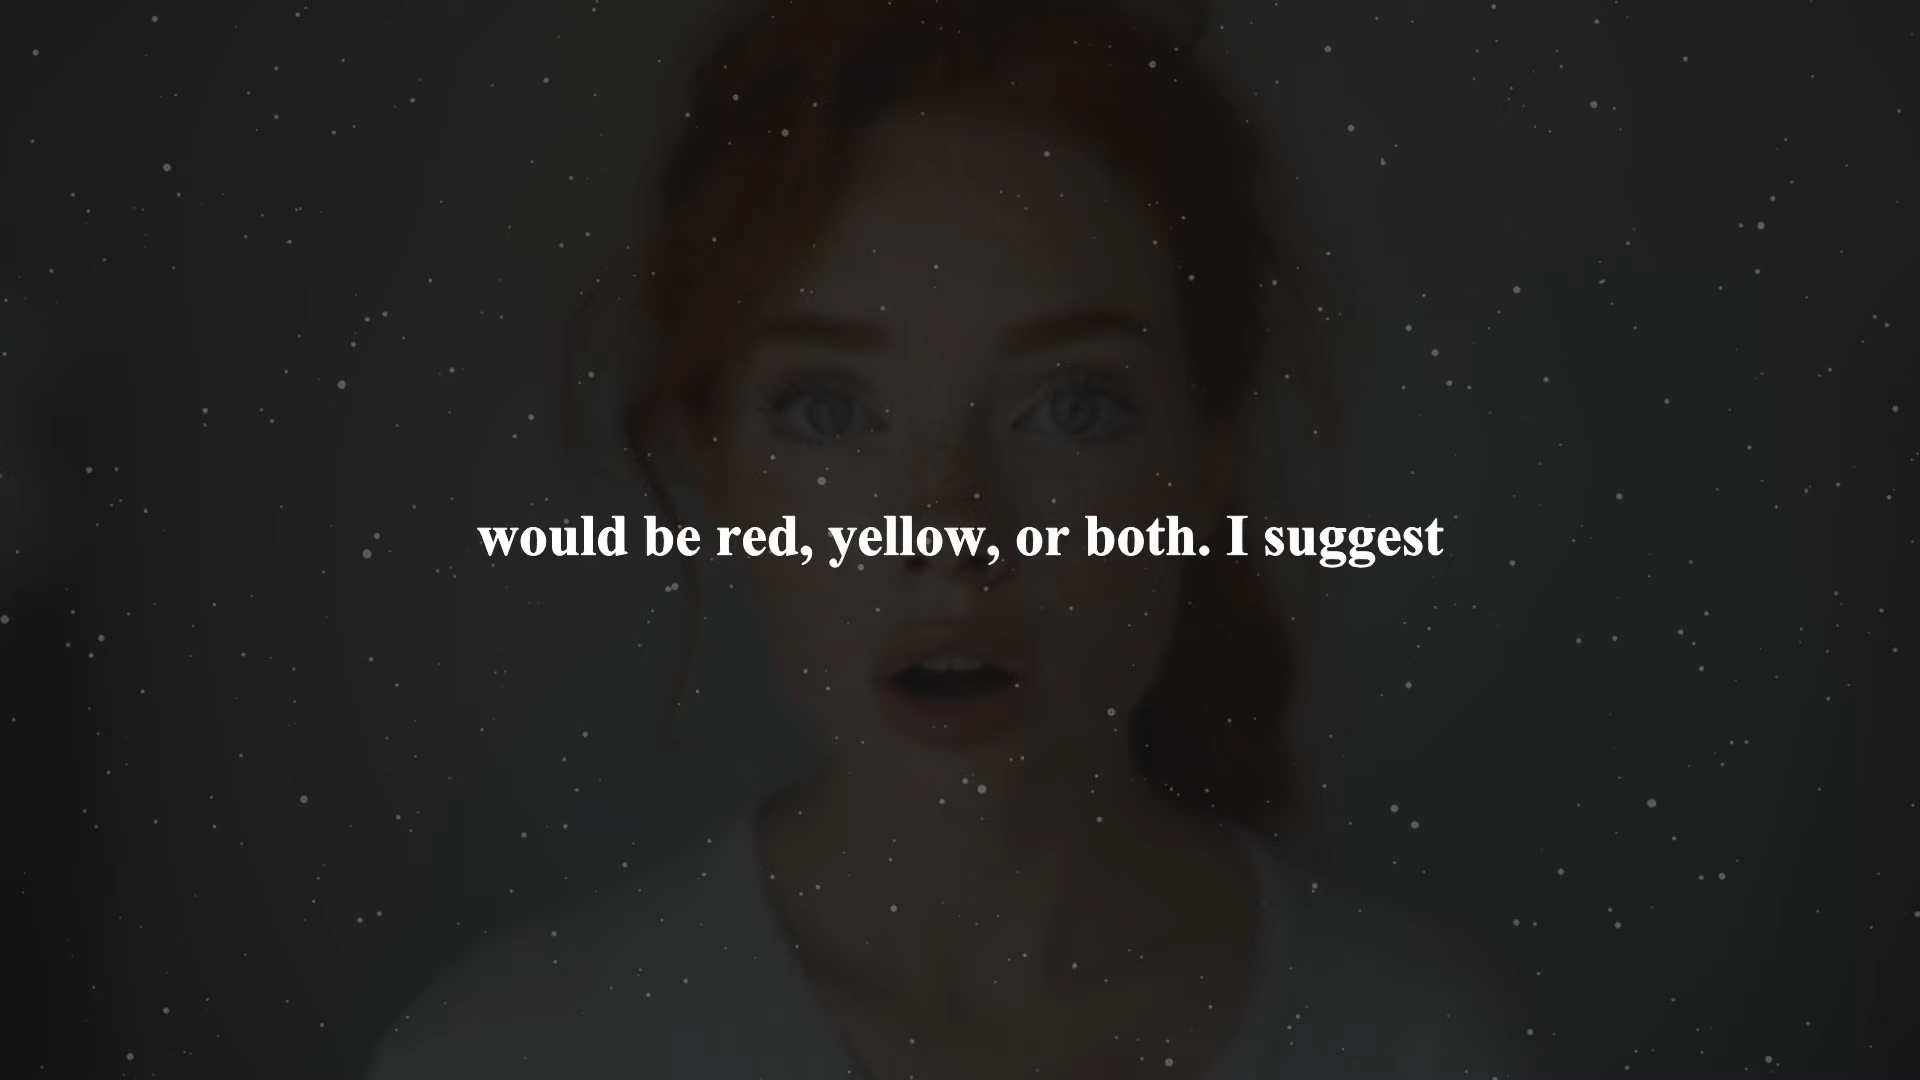 would be red, yellow, or both. I suggest